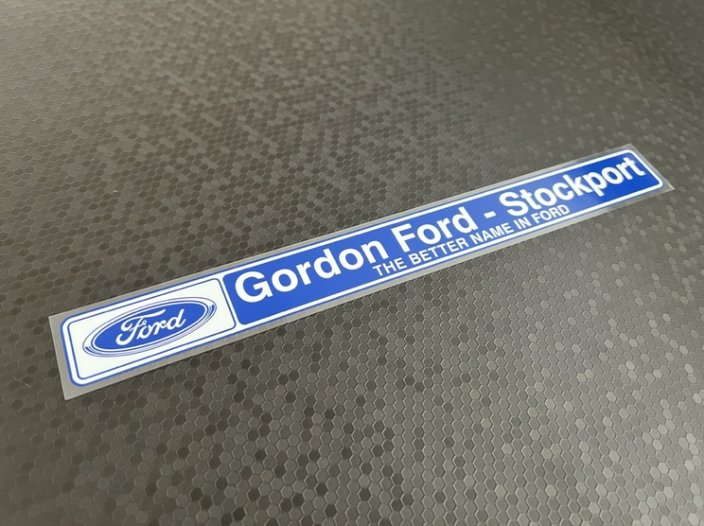 Ford
Gordon Ford - Stockport
THE BETTER NAME IN FORD